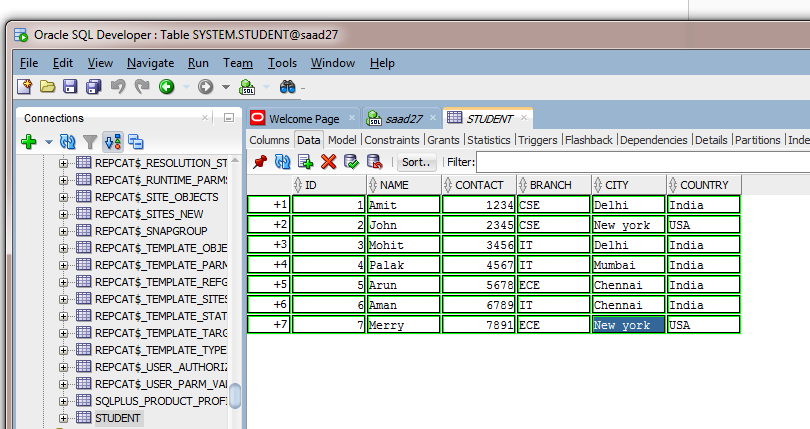 Oracle SQL Developer : Table SYSTEM.STUDENT@saad27
File Edit View Navigate Run Team Tools Window Help
Connections
Welcome Page saad27 STUDENT
Columns Data Model Constraints Grants Statistics Triggers Flashback Dependencies Details Partitions Inde
Sort.. Filter:
REPCAT$_RESOLUTION_ST
REPCAT$_RUNTIME_PARMS
REPCAT$_SITE_OBJECTS
REPCAT$_SITES_NEW
REPCAT$_SNAPGROUP
REPCAT$_TEMPLATE_OBJE
REPCAT$_TEMPLATE_PARM
REPCAT$_TEMPLATE_REFG
REPCAT$_TEMPLATE_SITES
REPCAT$_TEMPLATE_STAT
REPCAT$_TEMPLATE_TARG
REPCAT$_TEMPLATE_TYPE
REPCAT$_USER_AUTHORIZ
REPCAT$_USER_PARM_VAL
SQLPLUS_PRODUCT_PROFI
STUDENT
ID NAME CONTACT BRANCH CITY COUNTRY
+1 1 Amit 1234 CSE Delhi India
+2 2 John 2345 CSE New york USA
+3 3 Mohit 3456 IT Delhi India
+4 4 Palak 4567 IT Mumbai India
+5 5 Arun 5678 ECE Chennai India
+6 6 Aman 6789 IT Chennai India
+7 7 Merry 7891 ECE New york USA